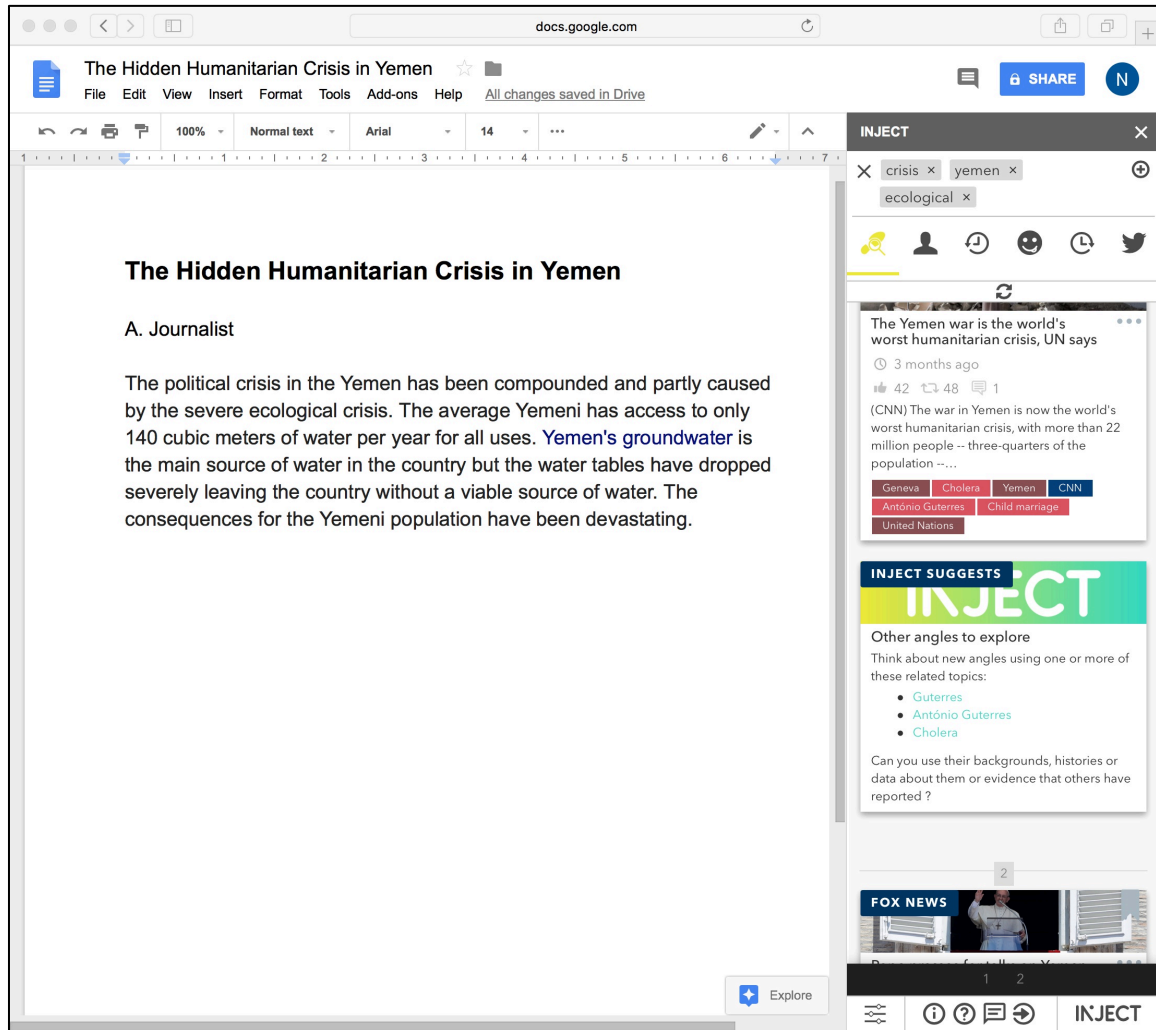 docs.google.com
The Hidden Humanitarian Crisis in Yemen
File Edit View Insert Format Tools Add-ons Help All changes saved in Drive
SHARE
N
100% Normal text Arial 14
1 1 2 3 4 5 6 7
The Hidden Humanitarian Crisis in Yemen
A. Journalist
The political crisis in the Yemen has been compounded and partly caused
by the severe ecological crisis. The average Yemeni has access to only
140 cubic meters of water per year for all uses. Yemen's groundwater is
the main source of water in the country but the water tables have dropped
severely leaving the country without a viable source of water. The
consequences for the Yemeni population have been devastating.
Explore
INJECT
crisis × yemen ×
ecological ×
The Yemen war is the world's
worst humanitarian crisis, UN says
3 months ago
42 48 1
(CNN) The war in Yemen is now the world's
worst humanitarian crisis, with more than 22
million people -- three-quarters of the
population --…
Geneva Cholera Yemen CNN
António Guterres Child marriage
United Nations
INJECT SUGGESTS
INJECT
Other angles to explore
Think about new angles using one or more of
these related topics:
• Guterres
• António Guterres
• Cholera
Can you use their backgrounds, histories or
data about them or evidence that others have
reported ?
2
FOX NEWS
1 2
INJECT